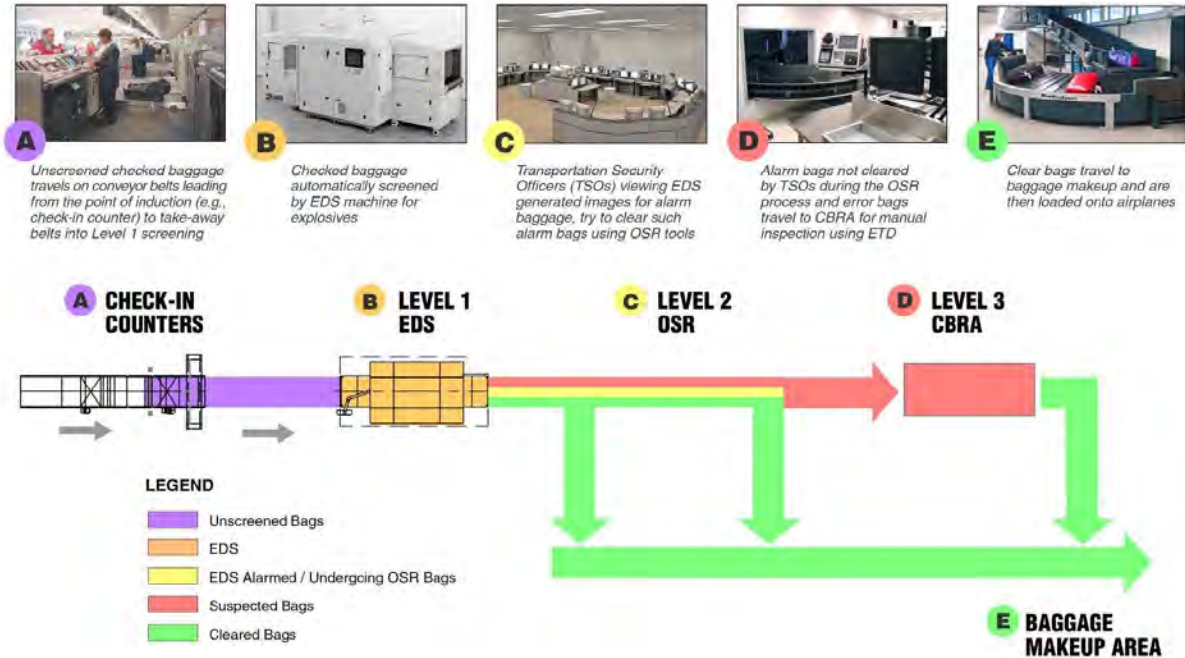 A
B
C
D
E
Unscreened checked baggage
travels on conveyor belts leading
from the point of induction (e.g.,
check-in counter) to take-away
belts into Level 1 screening
Checked baggage
automatically screened
by EDS machine for
explosives
Transportation Security
Officers (TSOs) viewing EDS
generated images for alarm
baggage, try to clear such
alarm bags using OSR tools
Alarm bags not cleared
by TSOs during the OSR
process and error bags
travel to CBRA for manual
inspection using ETD
Clear bags travel to
baggage makeup and are
then loaded onto airplanes
A CHECK-IN
COUNTERS
B LEVEL 1
EDS
C LEVEL 2
OSR
D LEVEL 3
CBRA
LEGEND
Unscreened Bags
EDS
EDS Alarmed / Undergoing OSR Bags
Suspected Bags
Cleared Bags
E BAGGAGE
MAKEUP AREA